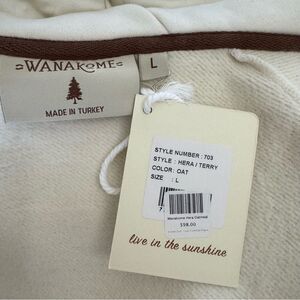 WANAKOME
L
MADE IN TURKEY
STYLE NUMBER : 703
STYLE : HERA / TERRY
COLOR : OAT
SIZE : L
Wanakome Hera Oatmeal
$98.00
live in the sunshine